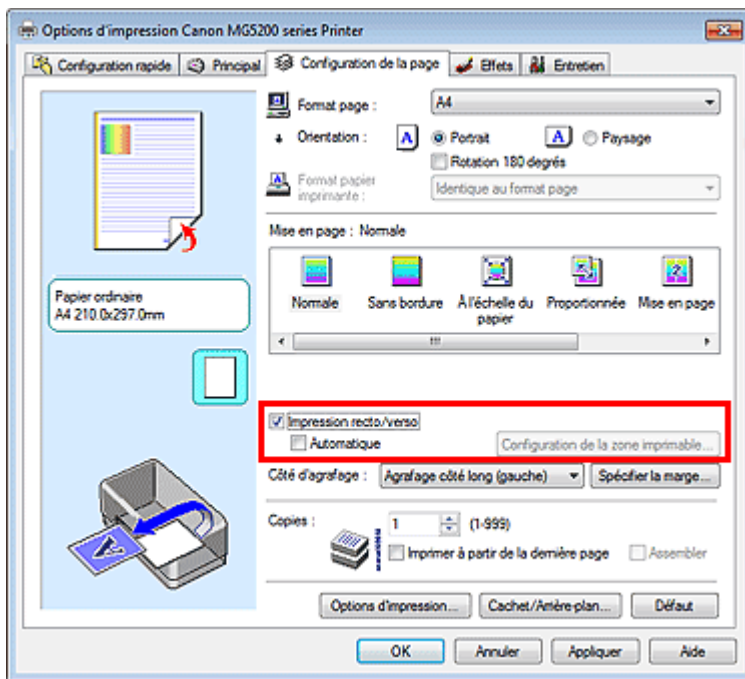 Options d'impression Canon MG5200 series Printer
Configuration rapide
Principal
Configuration de la page
Effets
Entretien
Format page :
A4
Orientation :
A
Portrait
A
Paysage
Rotation 180 degrés
Format papier
imprimante :
Identique au format page
Mise en page : Normale
Normale
Sans bordure
À l'échelle du
papier
Proportionnée
Mise en page
Papier ordinaire
A4 210.0x297.0mm
Impression recto/verso
Automatique
Configuration de la zone imprimable...
Côté d'agrafage :
Agrafage côté long (gauche)
Spécifier la marge...
Copies :
1
(1-999)
Imprimer à partir de la dernière page
Assembler
Options d'impression...
Cachet/Arrière-plan...
Défaut
OK
Annuler
Appliquer
Aide